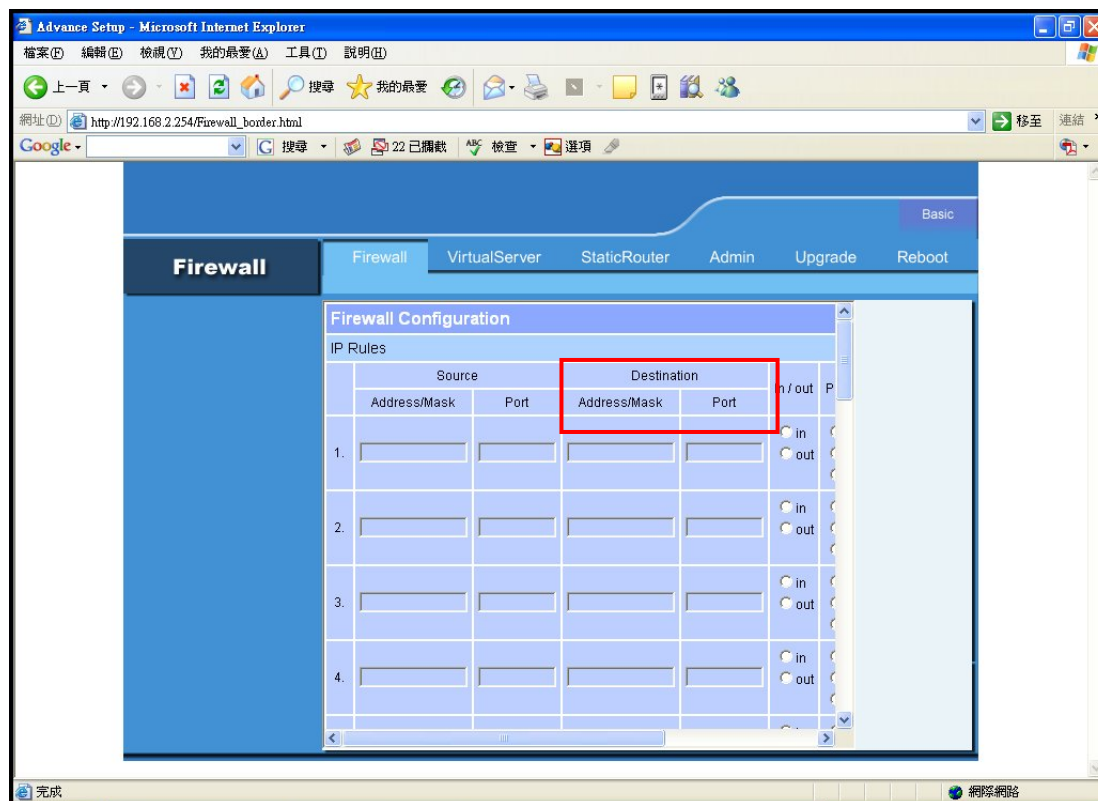 Advance Setup - Microsoft Internet Explorer
檔案(F) 編輯(E) 檢視(V) 我的最愛(A) 工具(T) 說明(H)
上一頁 搜尋 我的最愛
網址(D) http://192.168.2.254/Firewall_border.html 移至 連結
Google 搜尋 22 已攔截 檢查 選項
Basic
Firewall
Firewall VirtualServer StaticRouter Admin Upgrade Reboot
Firewall Configuration
IP Rules
Source Destination In / out P
Address/Mask Port Address/Mask Port
1. in
out
2. in
out
3. in
out
4. in
out
完成 網際網路